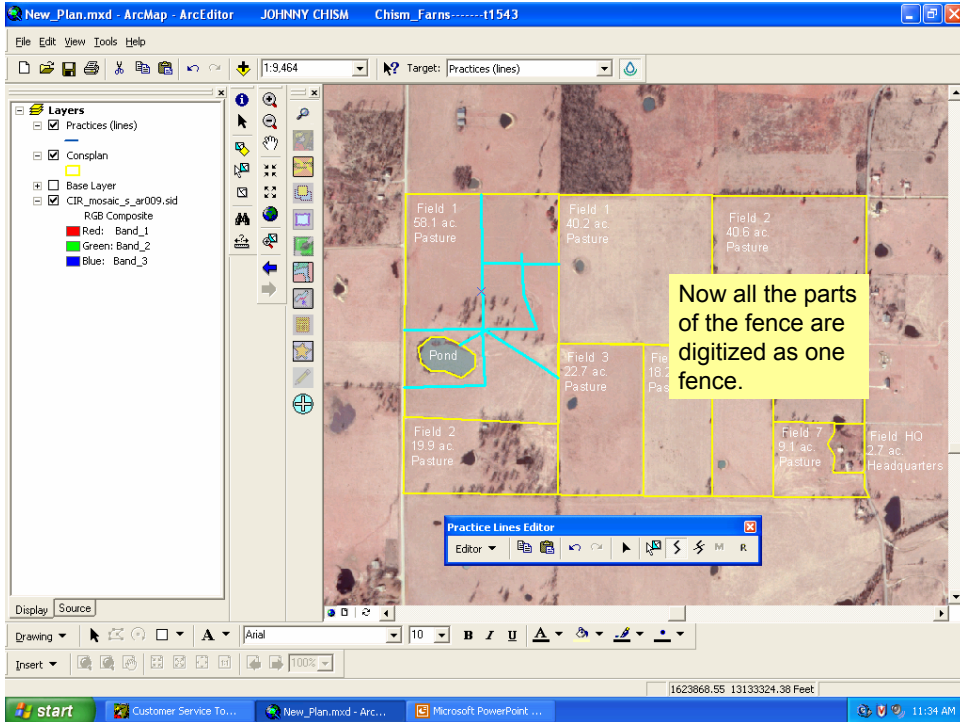 New_Plan.mxd - ArcMap - ArcEditor JOHNNY CHISM Chism_Farns-------t1543
File Edit View Tools Help
1:9,464 Target: Practices (lines)
Layers
Practices (lines)
Consplan
Base Layer
CIR_mosaic_s_ar009.sid
RGB Composite
Red: Band_1
Green: Band_2
Blue: Band_3
Field 1
58.1 ac.
Pasture
Field 1
40.2 ac.
Pasture
Field 2
40.6 ac.
Pasture
Now all the parts
of the fence are
digitized as one
fence.
Pond
Field 3
22.7 ac.
Pasture
Field 2
19.9 ac.
Pasture
Field 7
9.1 ac.
Pasture
Field HQ
2.7 ac.
Headquarters
Practice Lines Editor
Editor M R
Display Source
Drawing A Arial 10 B I U A
Insert 100%
1623868.55 13133324.38 Feet
start Customer Service To... New_Plan.mxd - Arc... Microsoft PowerPoint ... 11:34 AM